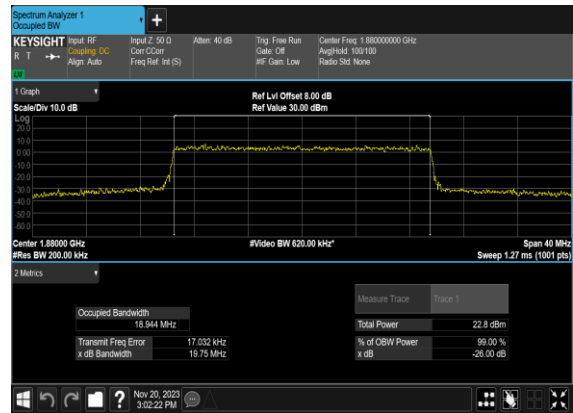 Spectrum Analyzer 1
Occupied BW
+
KEYSIGHT
R T
Input: RF
Coupling: DC
Align: Auto
Input Z: 50 Ω
Corr CCorr
Freq Ref: Int (S)
Atten: 40 dB
Trig: Free Run
Gate: Off
#IF Gain: Low
Center Freq: 1.880000000 GHz
Avg|Hold: 100/100
Radio Std: None
1 Graph
Scale/Div 10.0 dB
Ref Lvl Offset 8.00 dB
Ref Value 30.00 dBm
Log
20.0
10.0
0.00
-10.0
-20.0
-30.0
-40.0
-50.0
-60.0
Center 1.88000 GHz
#Res BW 200.00 kHz
#Video BW 620.00 kHz*
Span 40 MHz
Sweep 1.27 ms (1001 pts)
2 Metrics
Measure Trace
Trace 1
Occupied Bandwidth
18.944 MHz
Total Power
22.8 dBm
Transmit Freq Error
17.032 kHz
% of OBW Power
99.00 %
x dB Bandwidth
19.75 MHz
x dB
-26.00 dB
?
Nov 20, 2023
3:02:22 PM